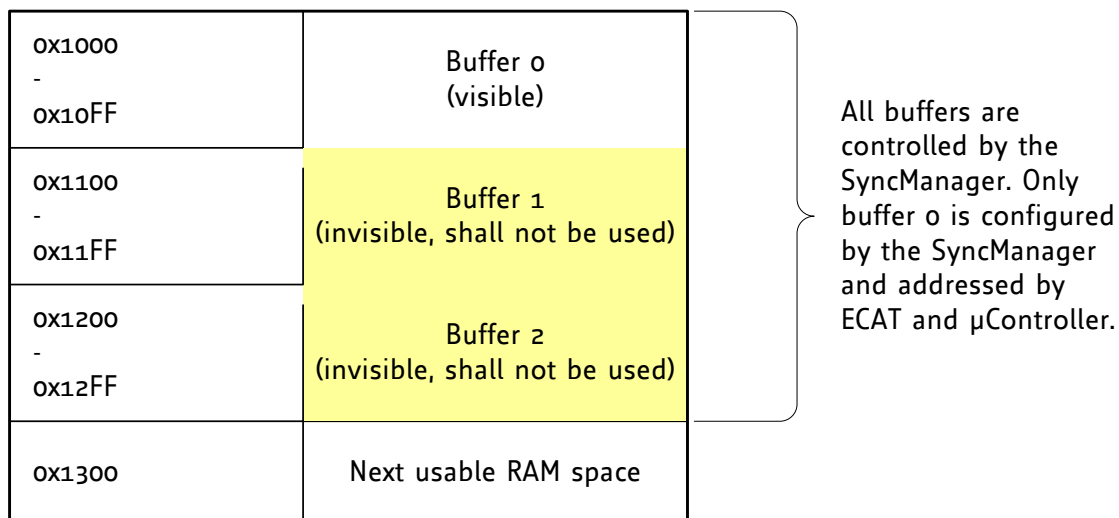 0x1000
-
0x10FF
Buffer 0
(visible)
0x1100
-
0x11FF
Buffer 1
(invisible, shall not be used)
0x1200
-
0x12FF
Buffer 2
(invisible, shall not be used)
0x1300
Next usable RAM space
All buffers are
controlled by the
SyncManager. Only
buffer 0 is configured
by the SyncManager
and addressed by
ECAT and µController.